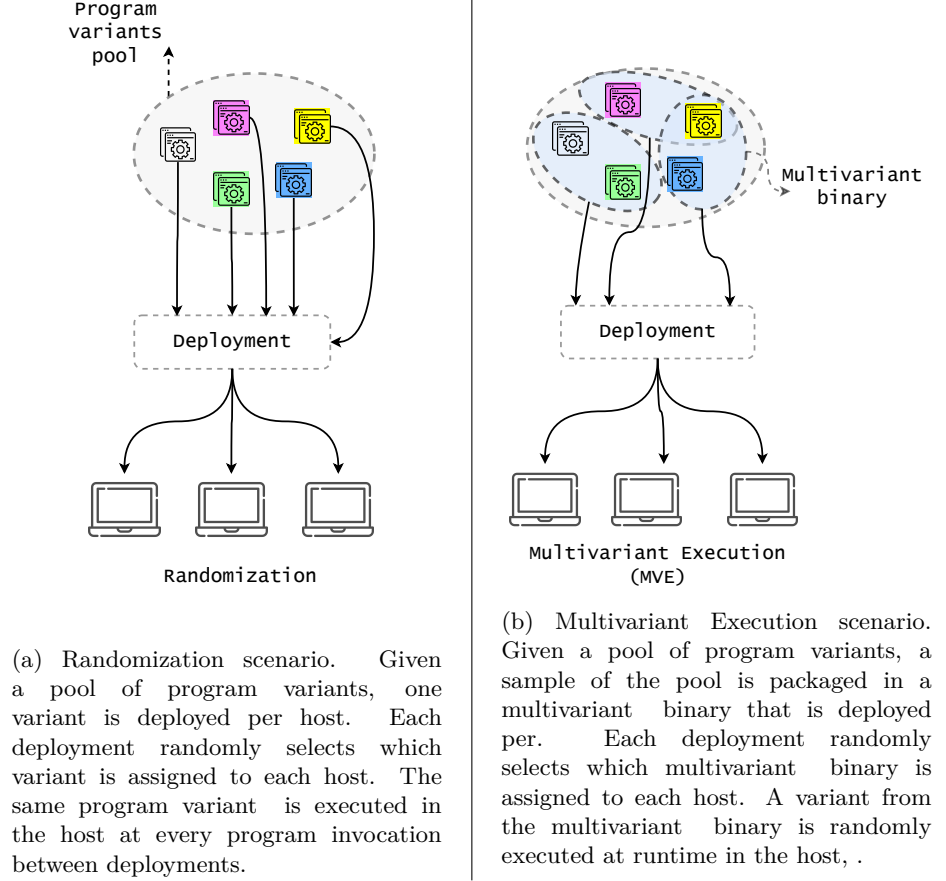 Program
variants
pool
Deployment
Randomization
(a) Randomization scenario. Given
a pool of program variants, one
variant is deployed per host. Each
deployment randomly selects which
variant is assigned to each host. The
same program variant is executed in
the host at every program invocation
between deployments.
Multivariant
binary
Deployment
Multivariant Execution
(MVE)
(b) Multivariant Execution scenario.
Given a pool of program variants, a
sample of the pool is packaged in a
multivariant binary that is deployed
per. Each deployment randomly
selects which multivariant binary is
assigned to each host. A variant from
the multivariant binary is randomly
executed at runtime in the host, .